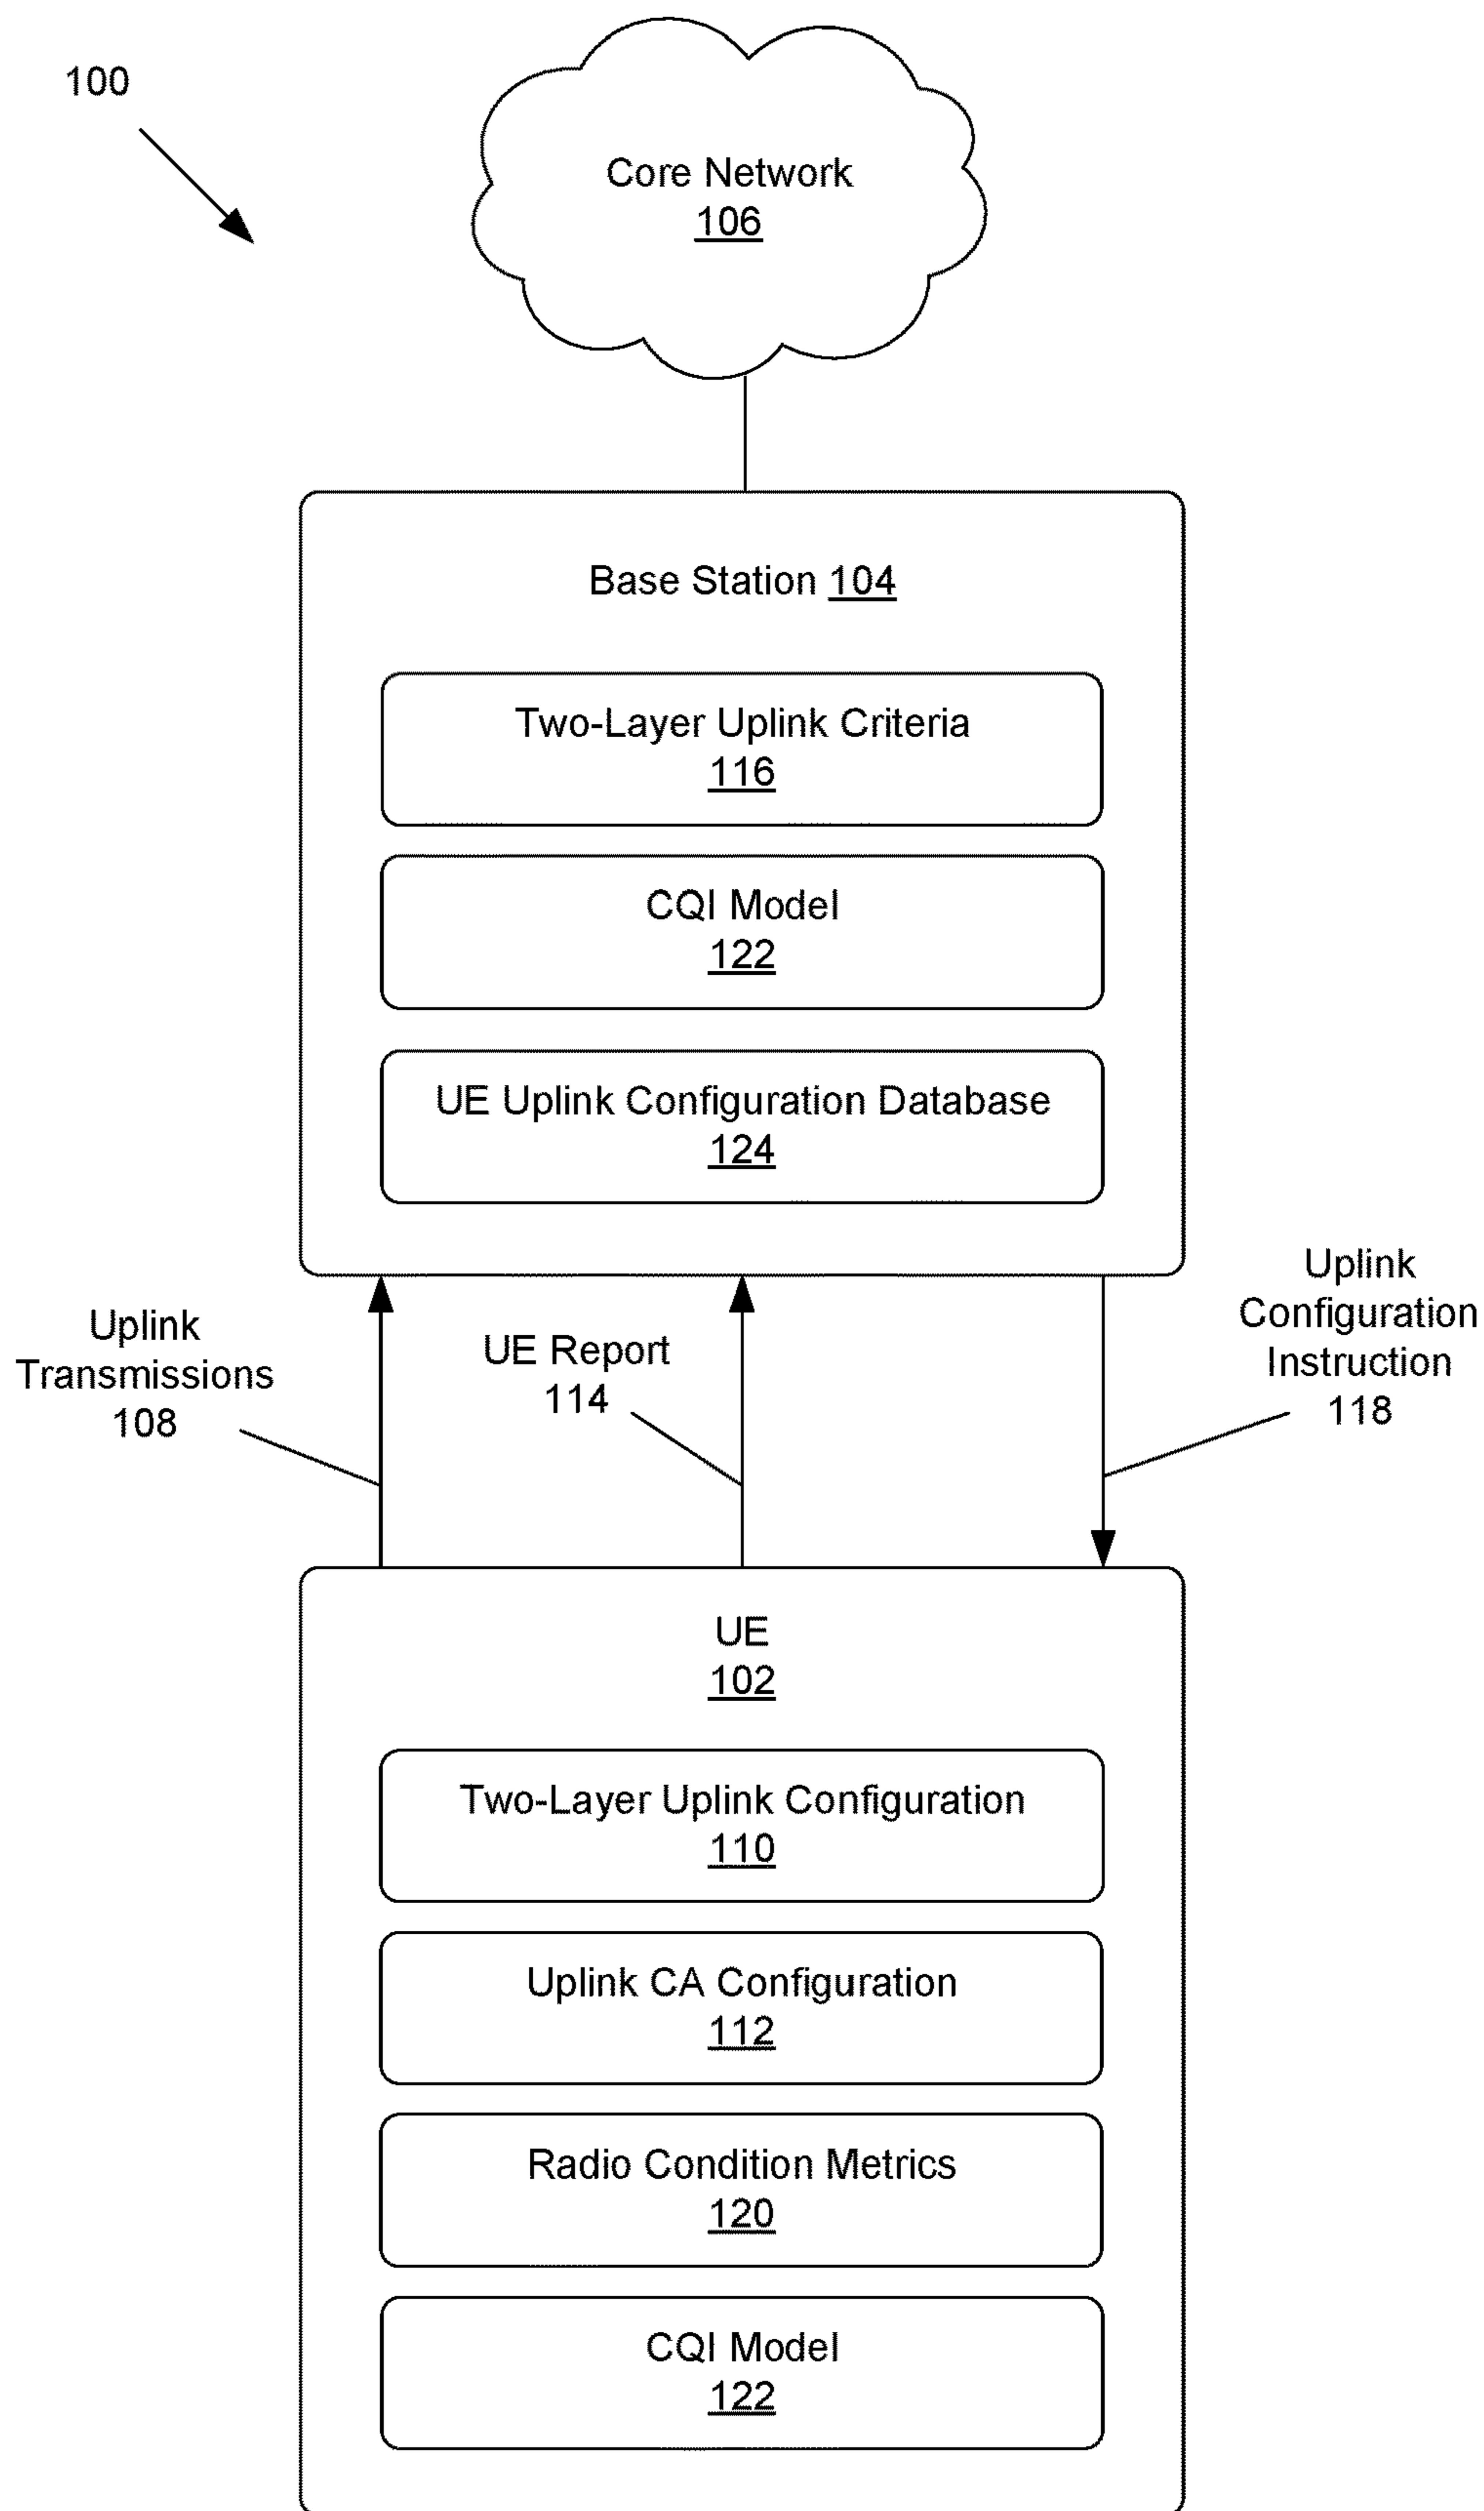 100
Core Network
106
Base Station 104
Two-Layer Uplink Criteria
116
CQI Model
122
UE Uplink Configuration Database
124
Uplink
Transmissions
108
UE Report
114
Uplink
Configuration
Instruction
118
UE
102
Two-Layer Uplink Configuration
110
Uplink CA Configuration
112
Radio Condition Metrics
120
CQI Model
122